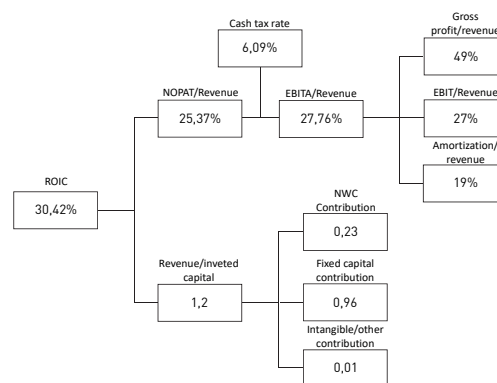 Cash tax rate
6,09%
Gross
profit/revenue
49%
NOPAT/Revenue
25,37%
EBITA/Revenue
27,76%
EBIT/Revenue
27%
Amortization/
revenue
19%
ROIC
30,42%
NWC
Contribution
0,23
Revenue/inveted
capital
1,2
Fixed capital
contribution
0,96
Intangible/other
contribution
0,01